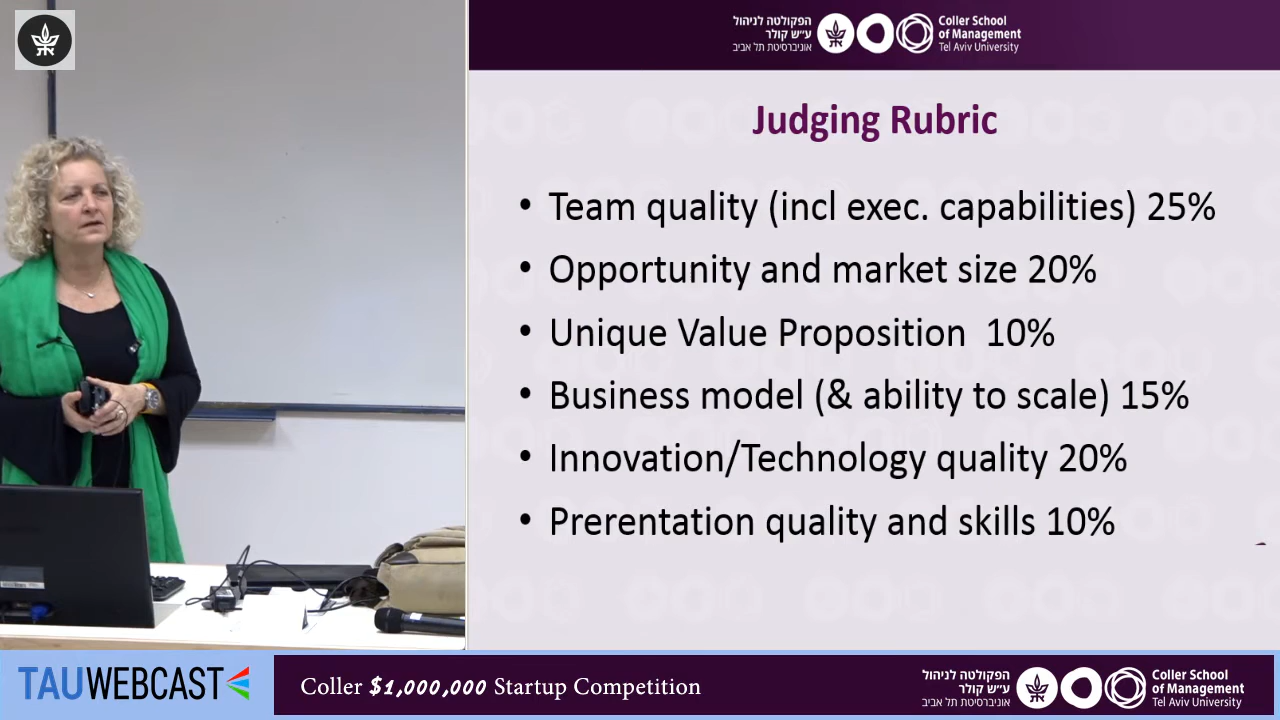 הפקולטה לניהול
ע״ש קולר
אוניברסיטת תל אביב
Coller School
of Management
Tel Aviv University
Judging Rubric
• Team quality (incl exec. capabilities) 25%
• Opportunity and market size 20%
• Unique Value Proposition 10%
• Business model (& ability to scale) 15%
• Innovation/Technology quality 20%
• Prerentation quality and skills 10%
TAUWEBCAST
Coller $1,000,000 Startup Competition
הפקולטה לניהול
ע״ש קולר
אוניברסיטת תל אביב
Coller School
of Management
Tel Aviv University